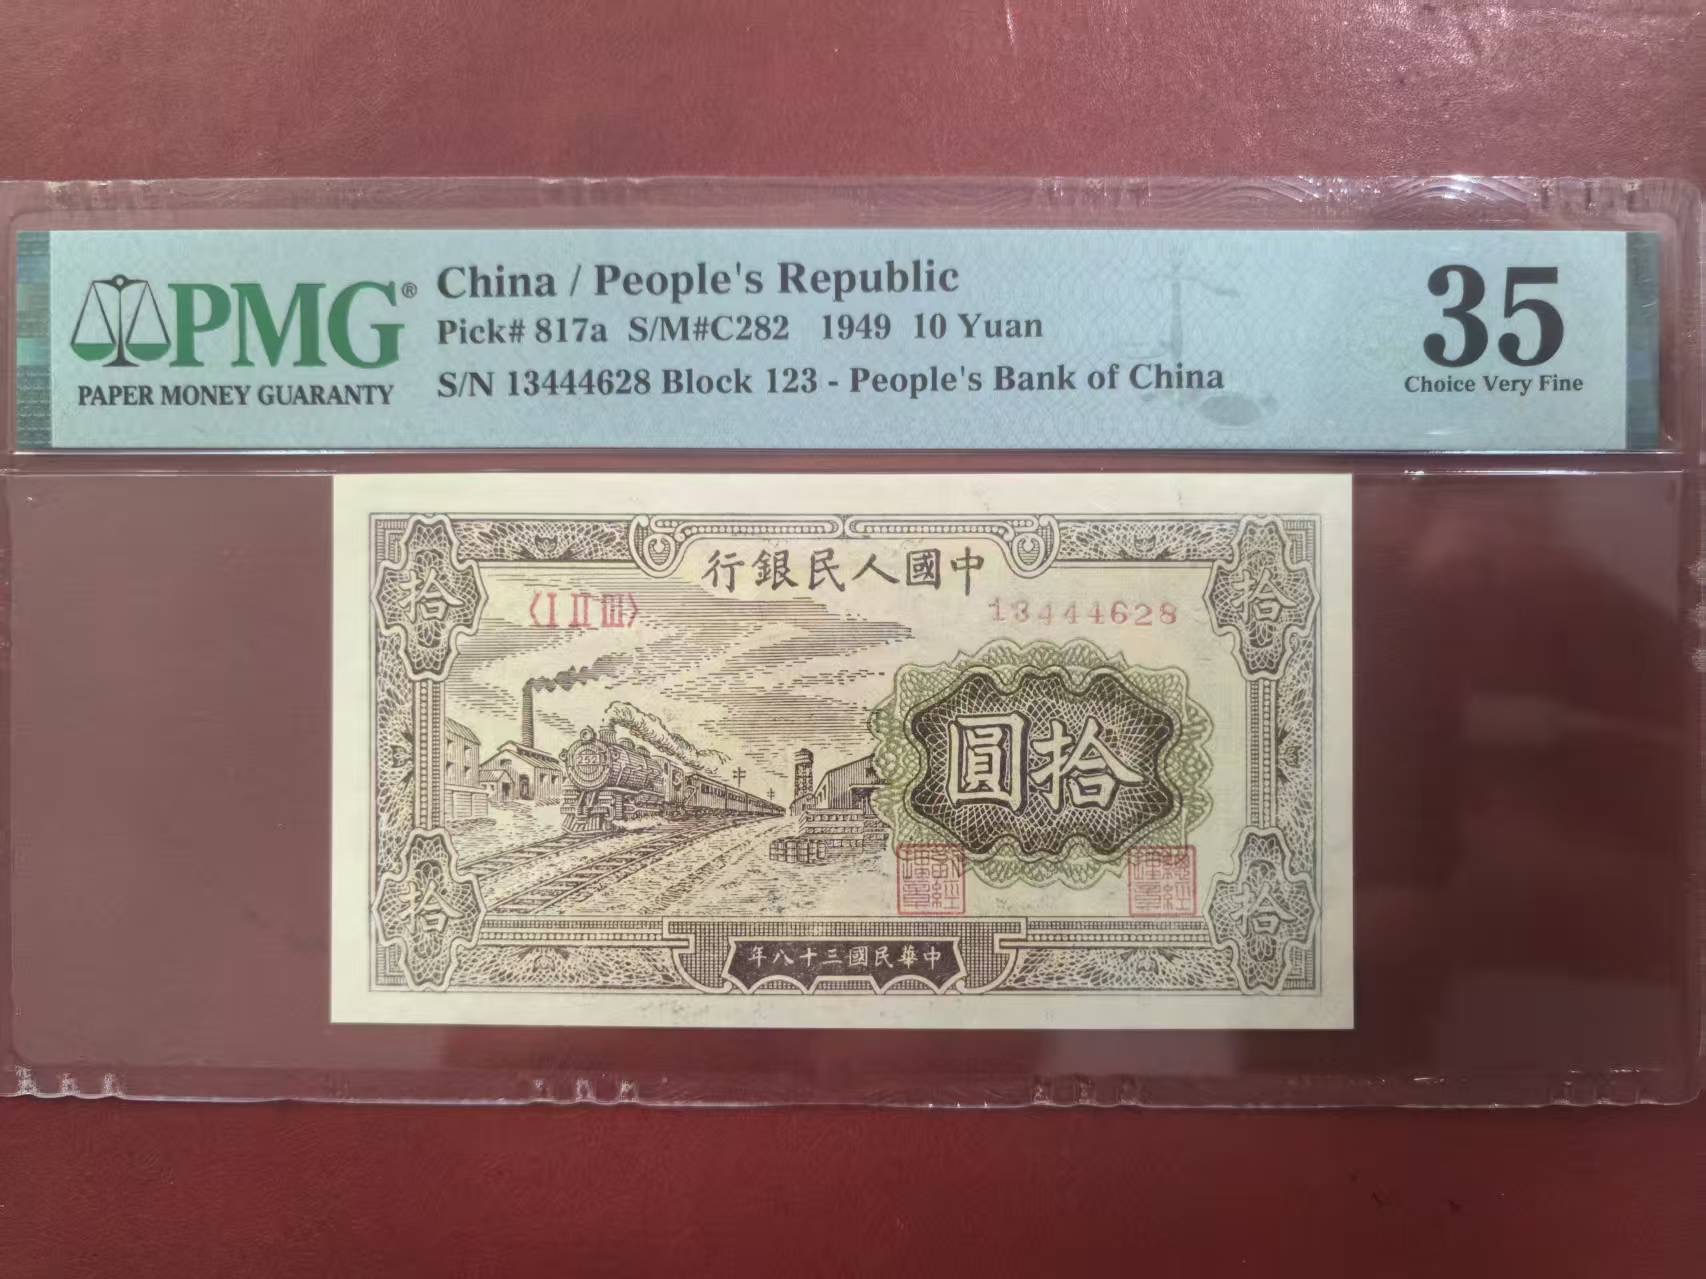 PMG®
PAPER MONEY GUARANTY
China / People's Republic
Pick# 817a S/M#C282 1949 10 Yuan
S/N 13444628 Block 123 - People's Bank of China
35
Choice Very Fine
行銀民人國中
〈I II III〉
13444628
拾
拾
圓拾
2521
拾
拾
年八十三國民華中